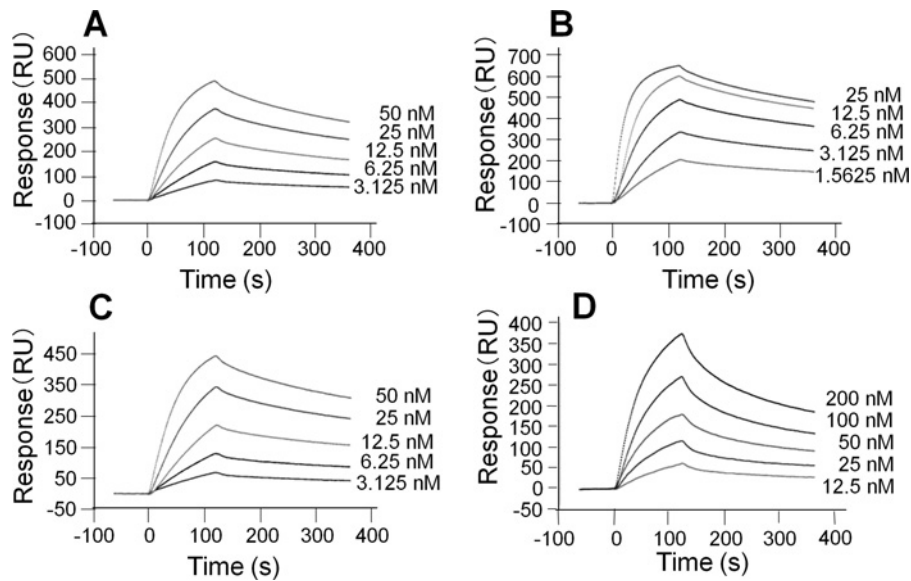 A
Response(RU)
600
500
400
300
200
100
0
-100
-100 0 100 200 300 400
Time (s)
50 nM
25 nM
12.5 nM
6.25 nM
3.125 nM
B
Response(RU)
700
600
500
400
300
200
100
0
-100
-100 0 100 200 300 400
Time (s)
25 nM
12.5 nM
6.25 nM
3.125 nM
1.5625 nM
C
Response(RU)
450
350
250
150
50
-50
-100 0 100 200 300 400
Time (s)
50 nM
25 nM
12.5 nM
6.25 nM
3.125 nM
D
Response(RU)
400
350
300
250
200
150
100
50
0
-50
-100 0 100 200 300 400
Time (s)
200 nM
100 nM
50 nM
25 nM
12.5 nM